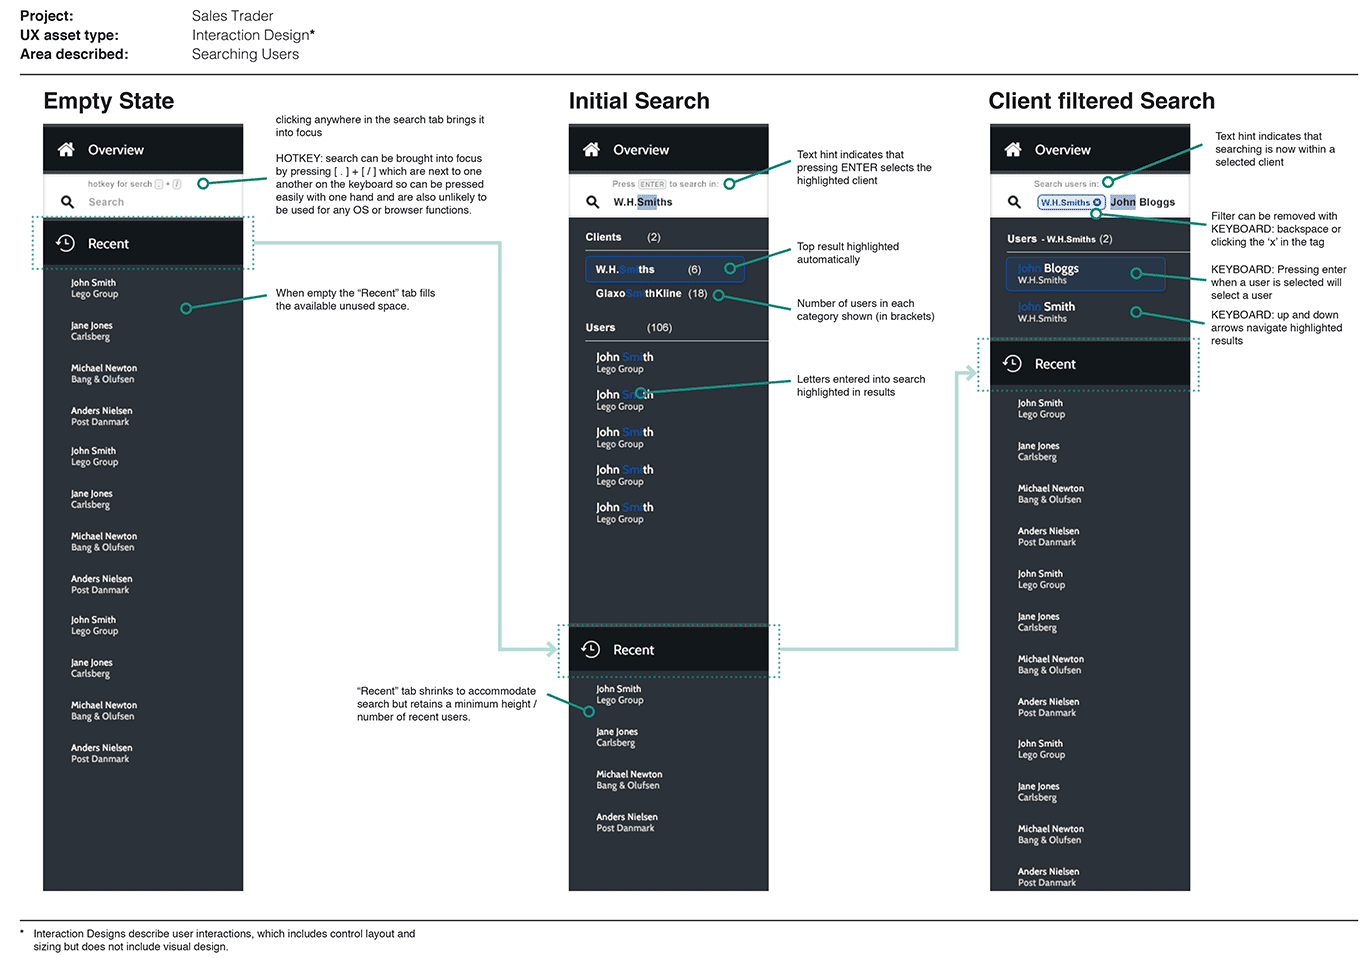 Project: Sales Trader
UX asset type: Interaction Design*
Area described: Searching Users
Empty State
Overview
hotkey for serch [ . ] + [ / ]
Search
Recent
John Smith
Lego Group
Jane Jones
Carlsberg
Michael Newton
Bang & Olufsen
Anders Nielsen
Post Danmark
John Smith
Lego Group
Jane Jones
Carlsberg
Michael Newton
Bang & Olufsen
Anders Nielsen
Post Danmark
John Smith
Lego Group
Jane Jones
Carlsberg
Michael Newton
Bang & Olufsen
Anders Nielsen
Post Danmark
clicking anywhere in the search tab brings it
into focus
HOTKEY: search can be brought into focus
by pressing [ . ] + [ / ] which are next to one
another on the keyboard so can be pressed
easily with one hand and are also unlikely to
be used for any OS or browser functions.
When empty the “Recent” tab fills
the available unused space.
“Recent” tab shrinks to accommodate
search but retains a minimum height /
number of recent users.
Initial Search
Overview
Press ENTER to search in:
W.H.Smiths
Clients (2)
W.H.Smiths (6)
GlaxoSmithKline (18)
Users (106)
John Smith
Lego Group
John Smith
Lego Group
John Smith
Lego Group
John Smith
Lego Group
John Smith
Lego Group
Recent
John Smith
Lego Group
Jane Jones
Carlsberg
Michael Newton
Bang & Olufsen
Anders Nielsen
Post Danmark
Text hint indicates that
pressing ENTER selects the
highlighted client
Top result highlighted
automatically
Number of users in each
category shown (in brackets)
Letters entered into search
highlighted in results
Client filtered Search
Overview
Search users in:
W.H.Smiths John Bloggs
Users - W.H.Smiths (2)
John Bloggs
W.H.Smiths
John Smith
W.H.Smiths
Recent
John Smith
Lego Group
Jane Jones
Carlsberg
Michael Newton
Bang & Olufsen
Anders Nielsen
Post Danmark
John Smith
Lego Group
Jane Jones
Carlsberg
Michael Newton
Bang & Olufsen
Anders Nielsen
Post Danmark
John Smith
Lego Group
Jane Jones
Carlsberg
Michael Newton
Bang & Olufsen
Anders Nielsen
Post Danmark
Text hint indicates that
searching is now within a
selected client
Filter can be removed with
KEYBOARD: backspace or
clicking the ‘x’ in the tag
KEYBOARD: Pressing enter
when a user is selected will
select a user
KEYBOARD: up and down
arrows navigate highlighted
results
* Interaction Designs describe user interactions, which includes control layout and
sizing but does not include visual design.